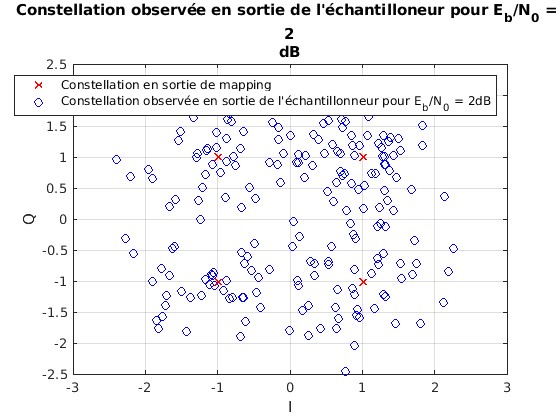 Constellation observée en sortie de l'échantilloneur pour E_b/N_0 =
2
dB
2.5
Constellation en sortie de mapping
Constellation observée en sortie de l'échantillonneur pour E_b/N_0 = 2dB
1.5
1
0.5
0
-0.5
-1
-1.5
-2
-2.5
Q
-3 -2 -1 0 1 2 3
I